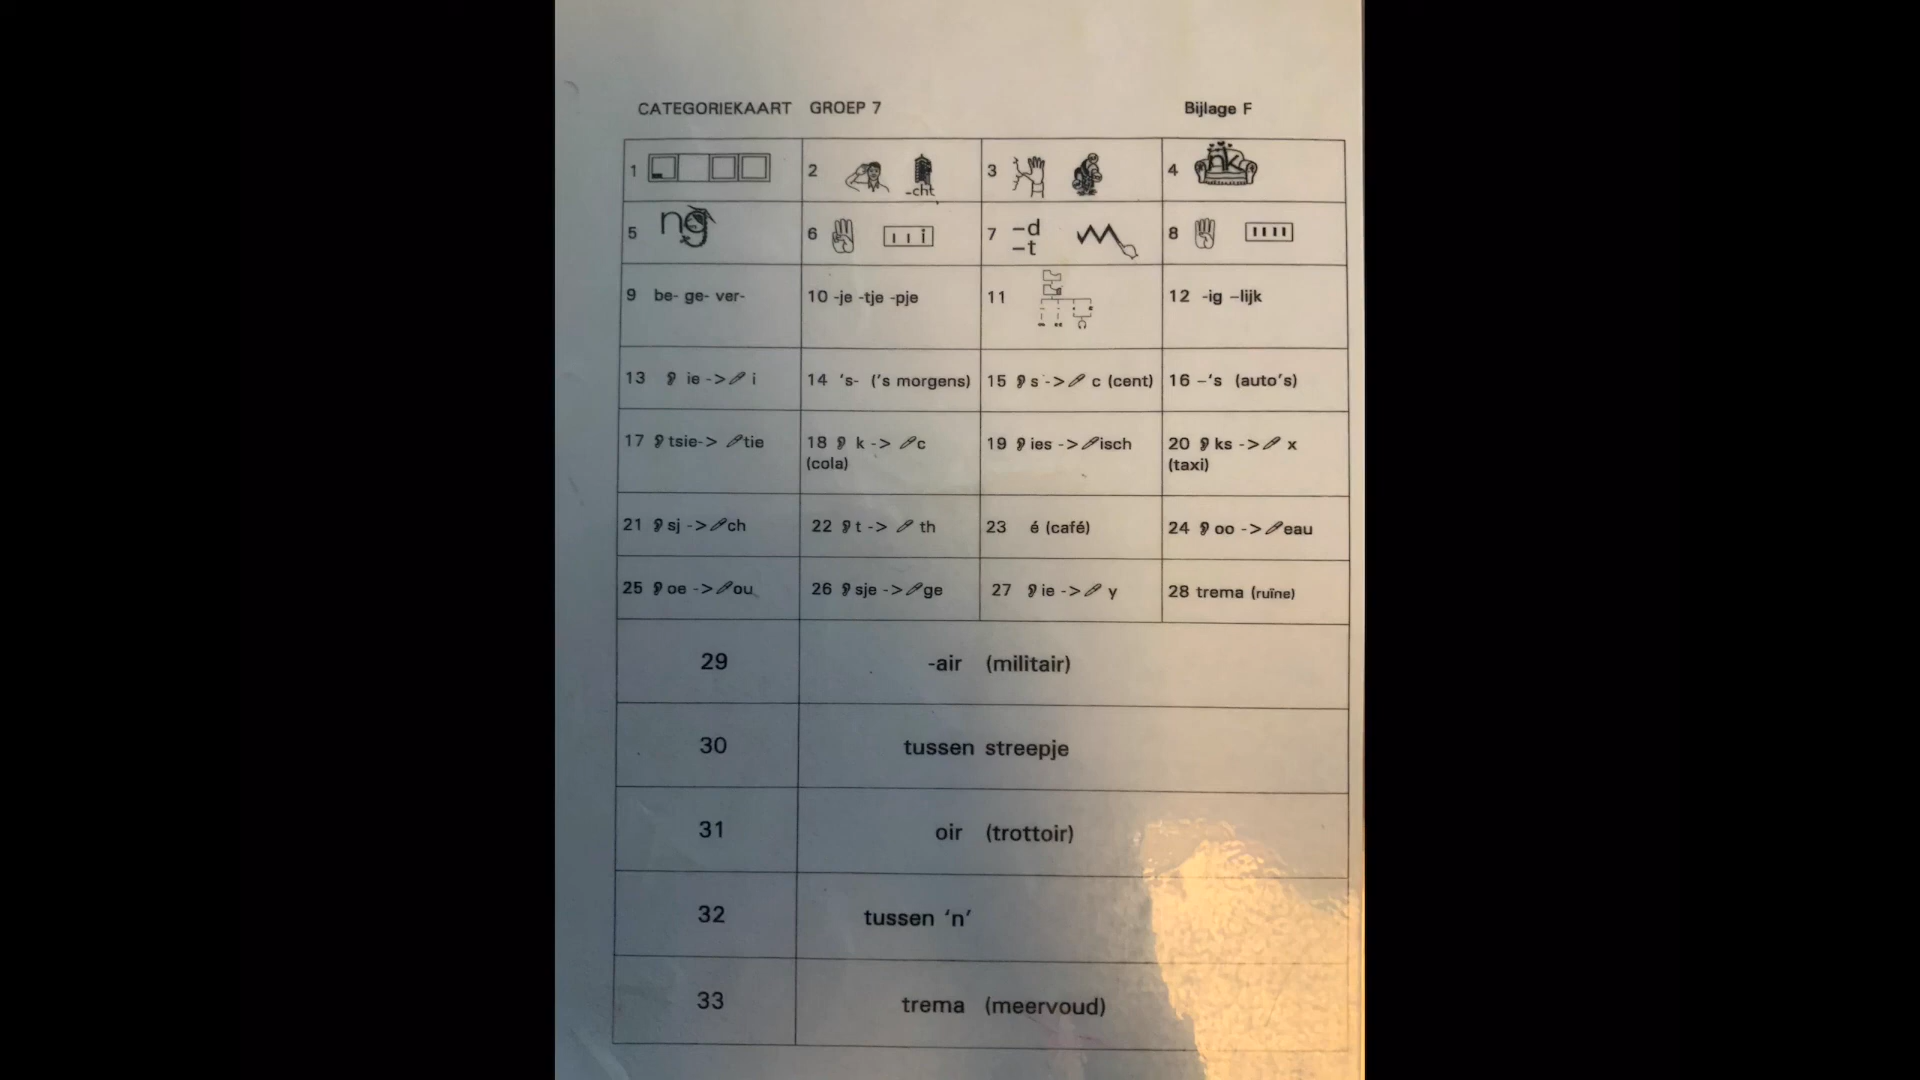 CATEGORIEKAART GROEP 7 Bijlage F
1
2 -cht
3
4 nk
5 ng
6 ı ı i
7 -d
-t
8 ı ı ı ı
9 be- ge- ver-
10 -je -tje -pje
11
12 -ig –lijk
13 ie -> i
14 ‘s- (’s morgens)
15 s -> c (cent)
16 –‘s (auto’s)
17 tsie-> tie
18 k -> c
(cola)
19 ies -> isch
20 ks -> x
(taxi)
21 sj -> ch
22 t -> th
23 é (café)
24 oo -> eau
25 oe -> ou
26 sje -> ge
27 ie -> y
28 trema (ruïne)
29 -air (militair)
30 tussen streepje
31 oir (trottoir)
32 tussen ‘n’
33 trema (meervoud)